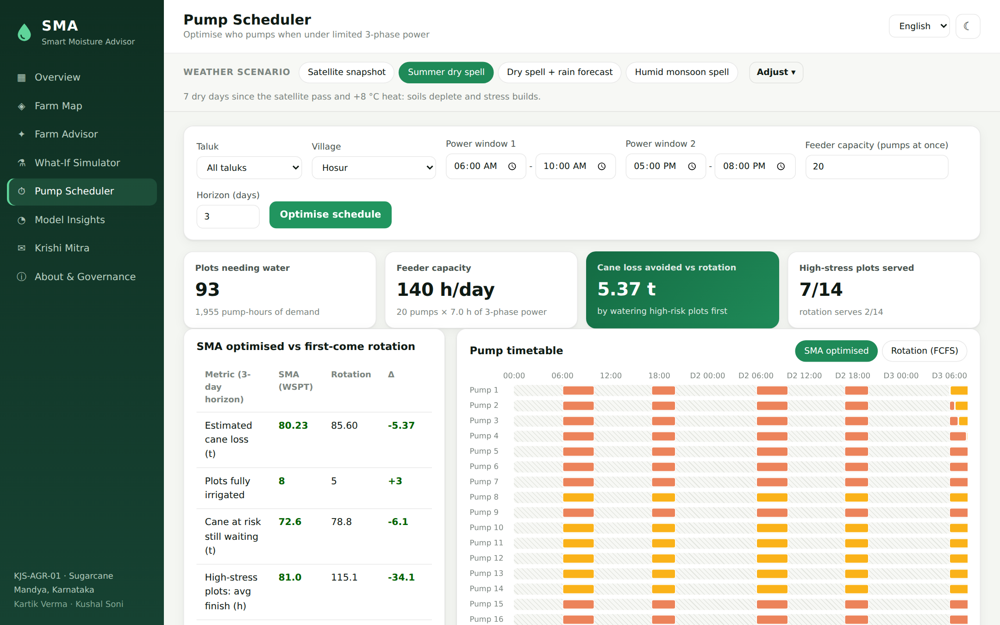 SMA
Smart Moisture Advisor
Overview
Farm Map
Farm Advisor
What-If Simulator
Pump Scheduler
Model Insights
Krishi Mitra
About & Governance
KJS-AGR-01 · Sugarcane
Mandya, Karnataka
Kartik Verma · Kushal Soni
Pump Scheduler
Optimise who pumps when under limited 3-phase power
English
WEATHER SCENARIO
Satellite snapshot
Summer dry spell
Dry spell + rain forecast
Humid monsoon spell
Adjust ▾
7 dry days since the satellite pass and +8 °C heat: soils deplete and stress builds.
Taluk
All taluks
Village
Hosur
Power window 1
06:00 AM - 10:00 AM
Power window 2
05:00 PM - 08:00 PM
Feeder capacity (pumps at once)
20
Horizon (days)
3
Optimise schedule
Plots needing water
93
1,955 pump-hours of demand
Feeder capacity
140 h/day
20 pumps × 7.0 h of 3-phase power
Cane loss avoided vs rotation
5.37 t
by watering high-risk plots first
High-stress plots served
7/14
rotation serves 2/14
SMA optimised vs first-come rotation
Metric (3-day horizon) SMA (WSPT) Rotation Δ
Estimated cane loss (t) 80.23 85.60 -5.37
Plots fully irrigated 8 5 +3
Cane at risk still waiting (t) 72.6 78.8 -6.1
High-stress plots: avg finish (h) 81.0 115.1 -34.1
Pump timetable
SMA optimised
Rotation (FCFS)
00:00 06:00 12:00 18:00 D2 00:00 D2 06:00 D2 12:00 D2 18:00 D3 00:00 D3 06:00
Pump 1
Pump 2
Pump 3
Pump 4
Pump 5
Pump 6
Pump 7
Pump 8
Pump 9
Pump 10
Pump 11
Pump 12
Pump 13
Pump 14
Pump 15
Pump 16